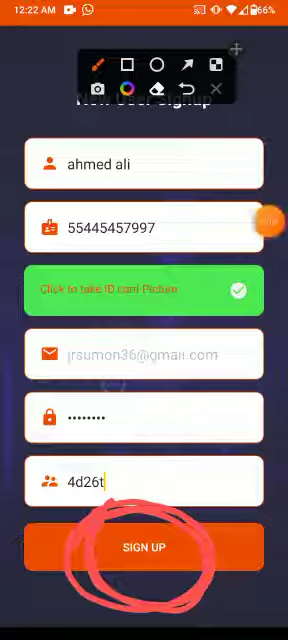 12:22 AM
66%
New User Signup
ahmed ali
55445457997
Click to take ID card Picture
jrsumon36@gmail.com
••••••••
4d26t
SIGN UP